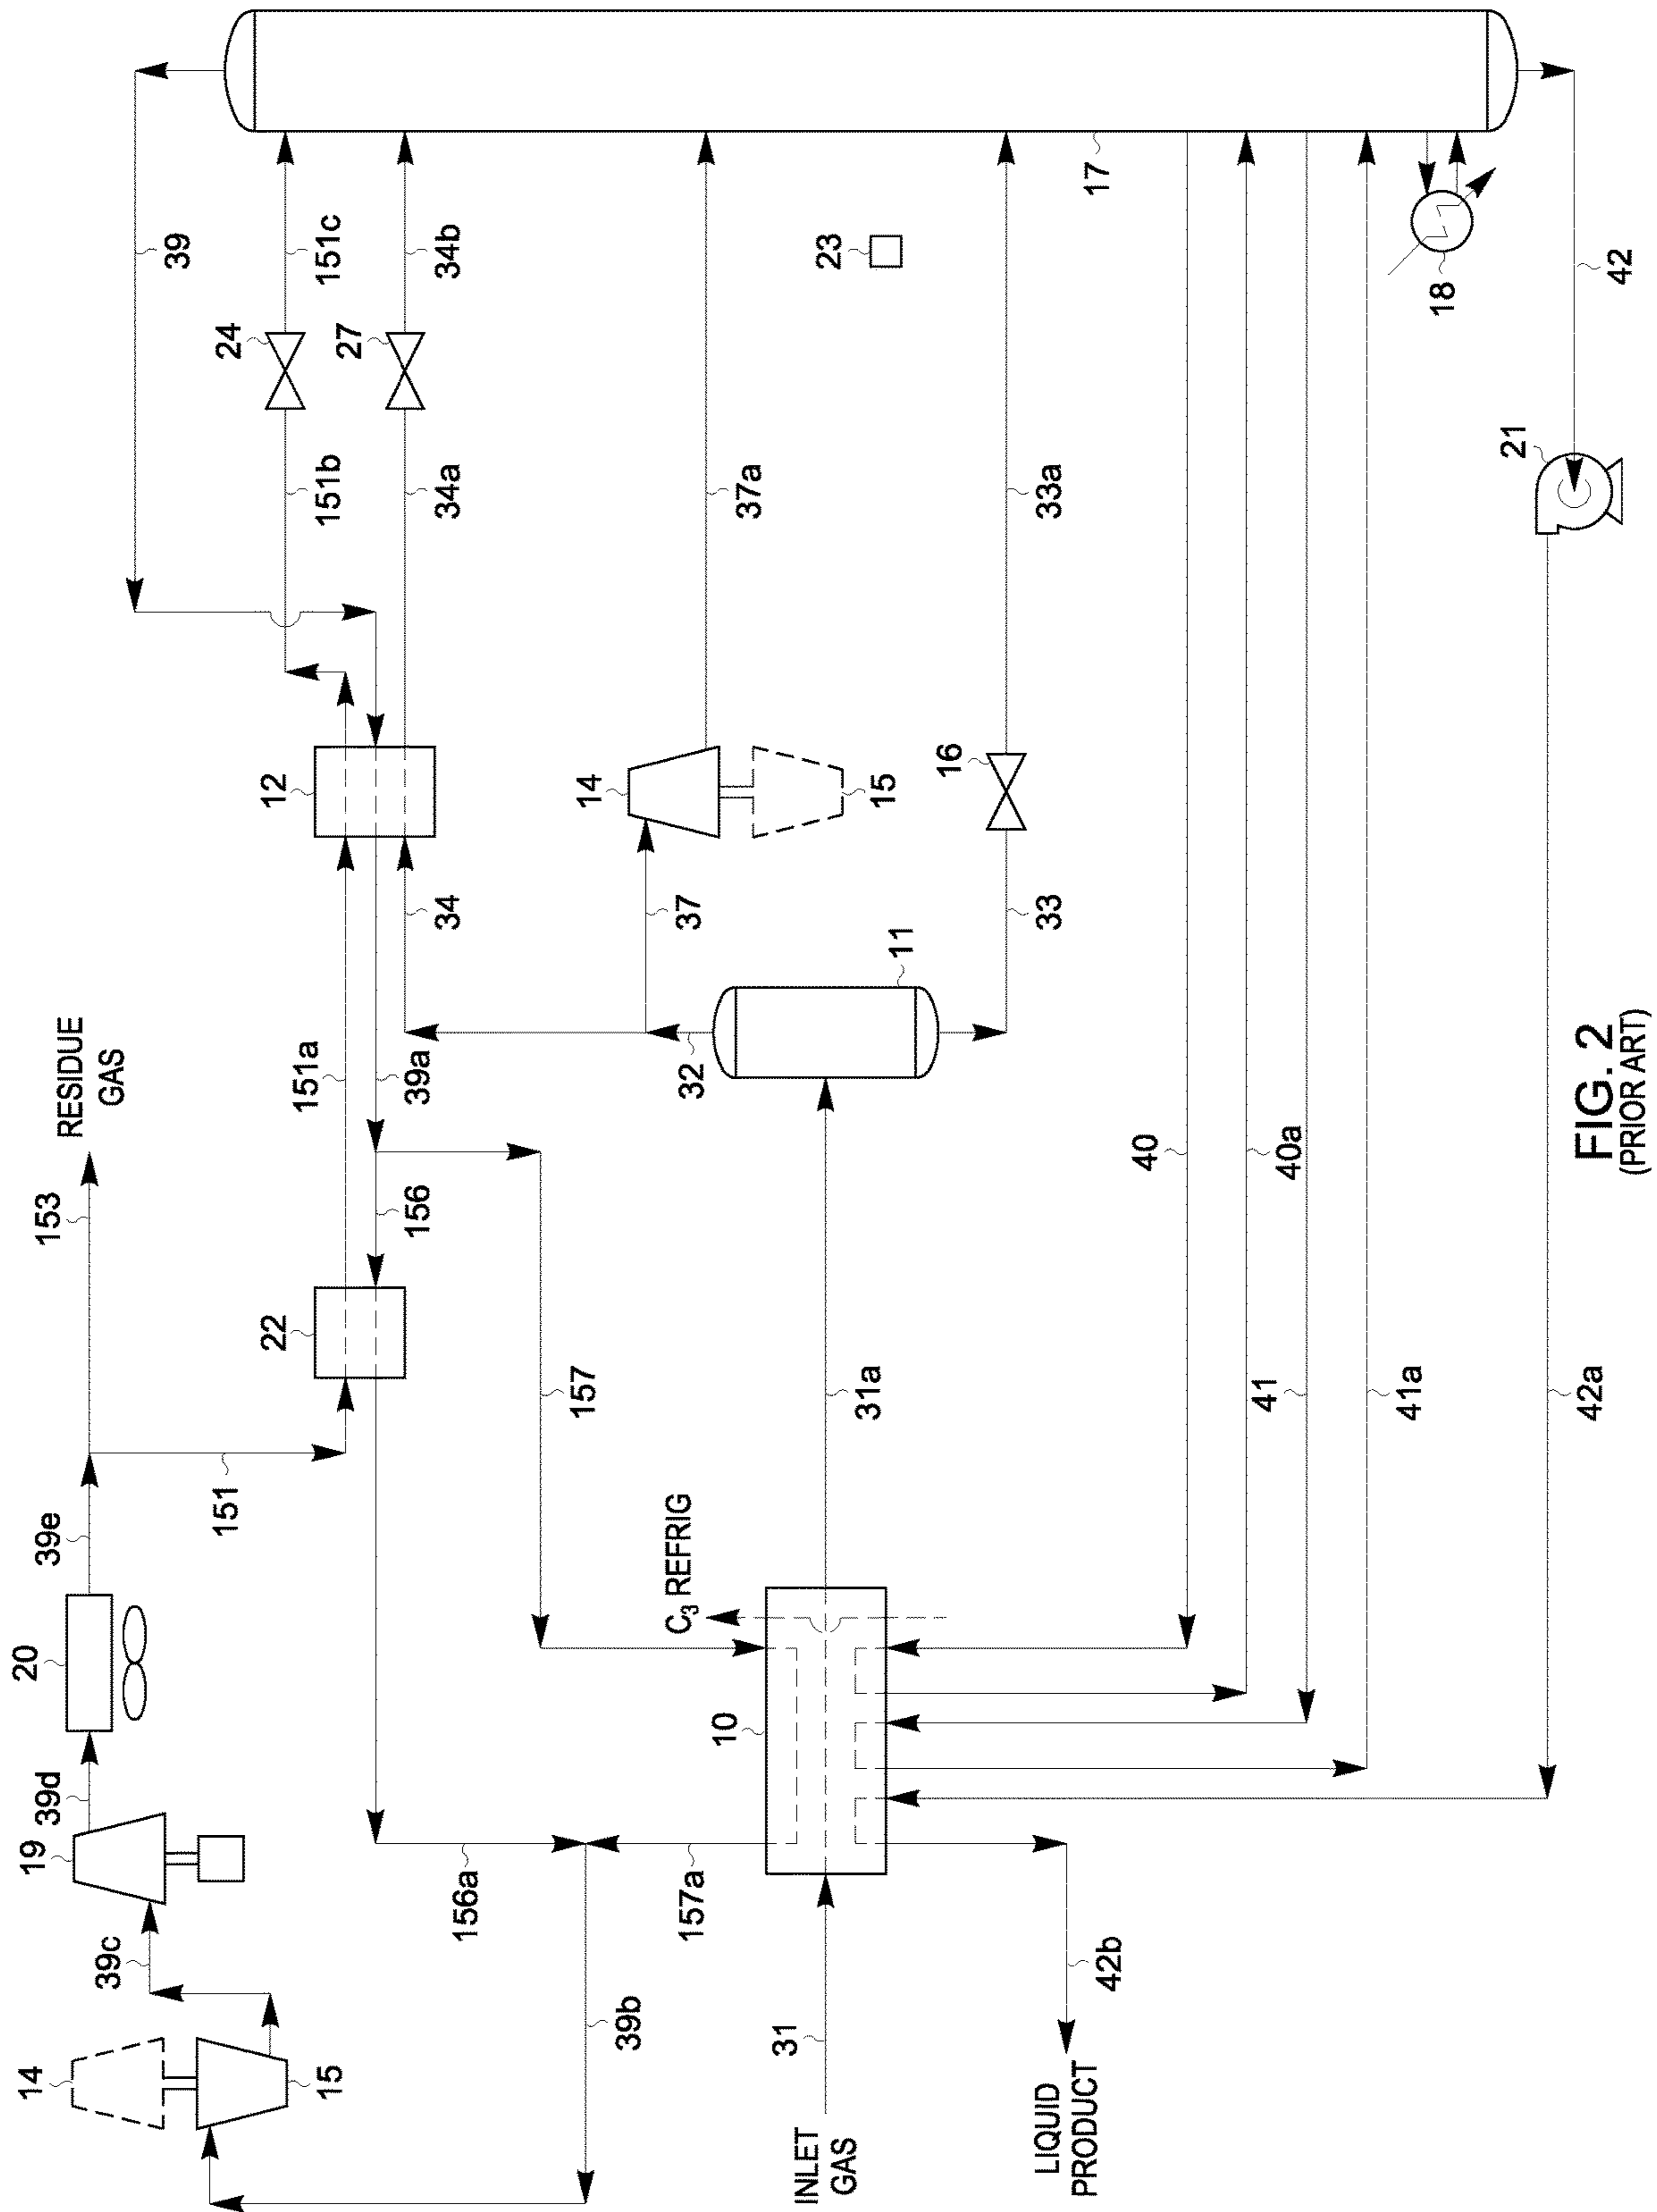 39
151c
24
151b
34b
27
34a
12
151a
34
39a
RESIDUE
GAS
153
156
22
157
151
39e
20
39d
19
39c
14
15
156a
39b
157a
37a
23
14
15
37
16
33a
33
11
32
31a
C3 REFRIG
10
31
INLET
GAS
17
18
40
40a
41
41a
42
21
42a
42b
LIQUID
PRODUCT
FIG. 2
(PRIOR ART)